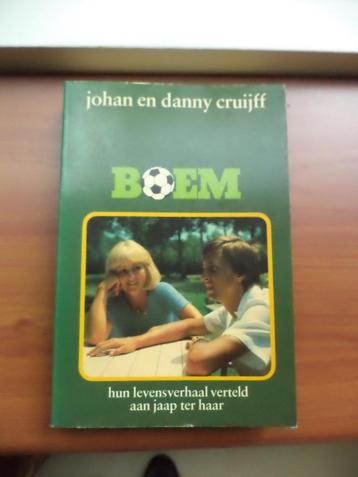 johan en danny cruijff
BOEM
hun levensverhaal verteld
aan jaap ter haar